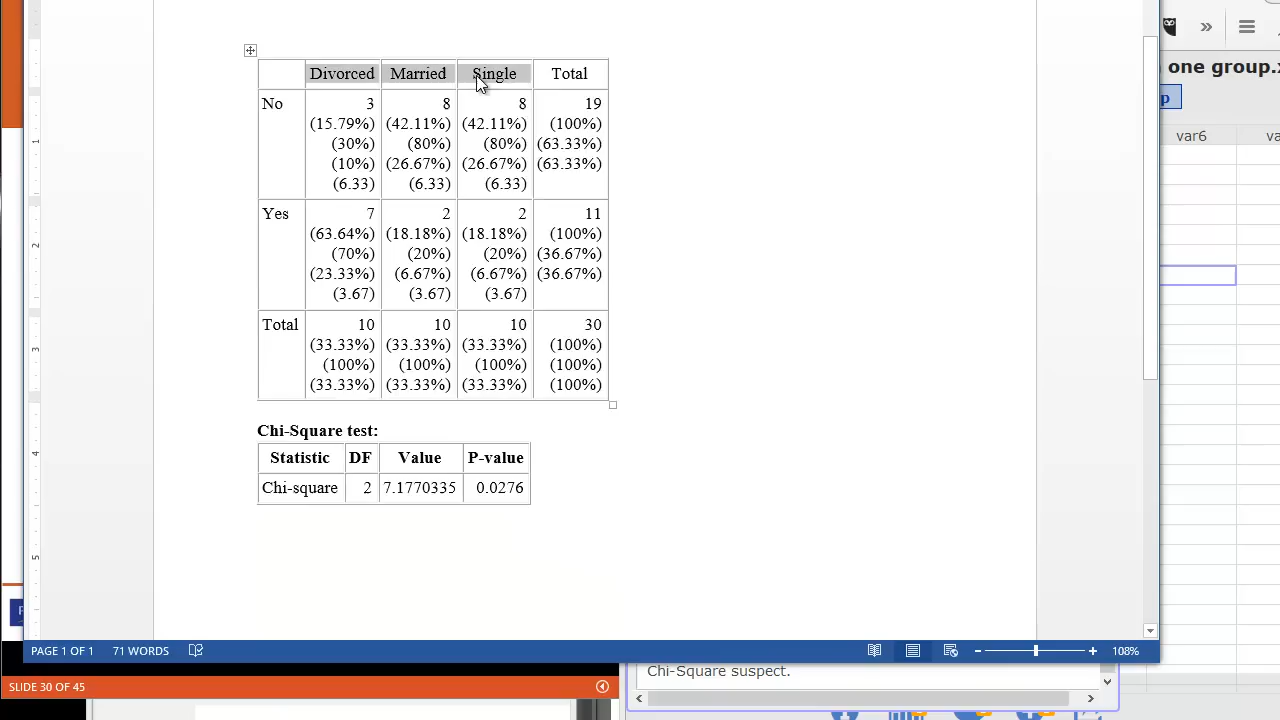 Divorced Married Single Total
No 3 8 8 19
(15.79%) (42.11%) (42.11%) (100%)
(30%) (80%) (80%) (63.33%)
(10%) (26.67%) (26.67%) (63.33%)
(6.33) (6.33) (6.33)
Yes 7 2 2 11
(63.64%) (18.18%) (18.18%) (100%)
(70%) (20%) (20%) (36.67%)
(23.33%) (6.67%) (6.67%) (36.67%)
(3.67) (3.67) (3.67)
Total 10 10 10 30
(33.33%) (33.33%) (33.33%) (100%)
(100%) (100%) (100%) (100%)
(33.33%) (33.33%) (33.33%) (100%)
Chi-Square test:
Statistic DF Value P-value
Chi-square 2 7.1770335 0.0276
1
2
3
4
5
PAGE 1 OF 1 71 WORDS 108%
one group.x
p
var6 va
Chi-Square suspect.
SLIDE 30 OF 45